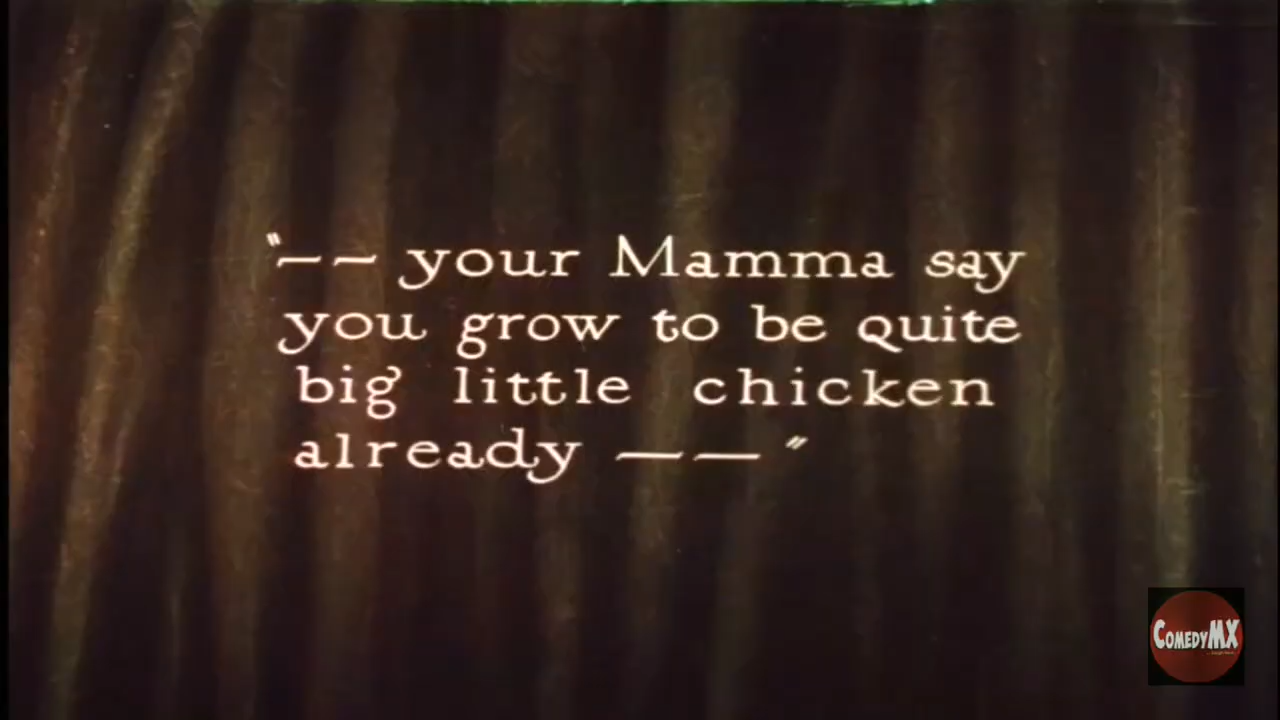 "—— your Mamma say
you grow to be quite
big little chicken
already ——"
COMEDYMX